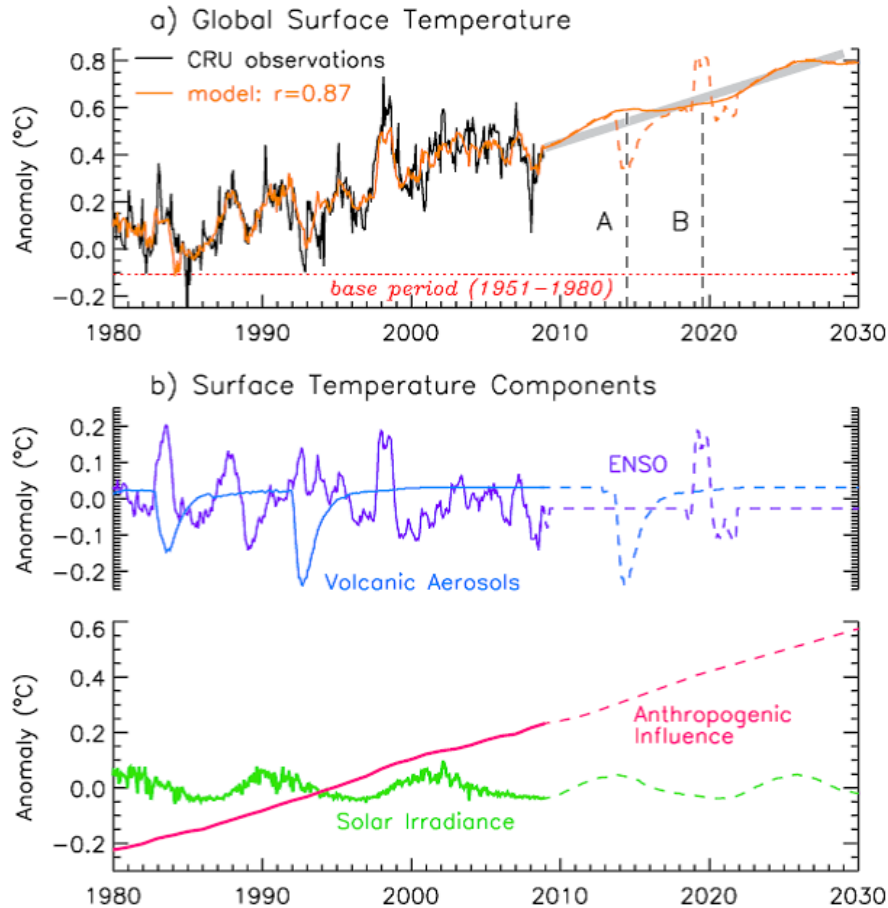 a) Global Surface Temperature
0.8
0.6
0.4
0.2
0.0
−0.2
Anomaly (°C)
CRU observations
model: r=0.87
A
B
base period (1951−1980)
1980
1990
2000
2010
2020
2030
b) Surface Temperature Components
0.2
0.1
0.0
−0.1
−0.2
Anomaly (°C)
ENSO
Volcanic Aerosols
0.6
0.4
0.2
0.0
−0.2
Anomaly (°C)
Anthropogenic
Influence
Solar Irradiance
1980
1990
2000
2010
2020
2030